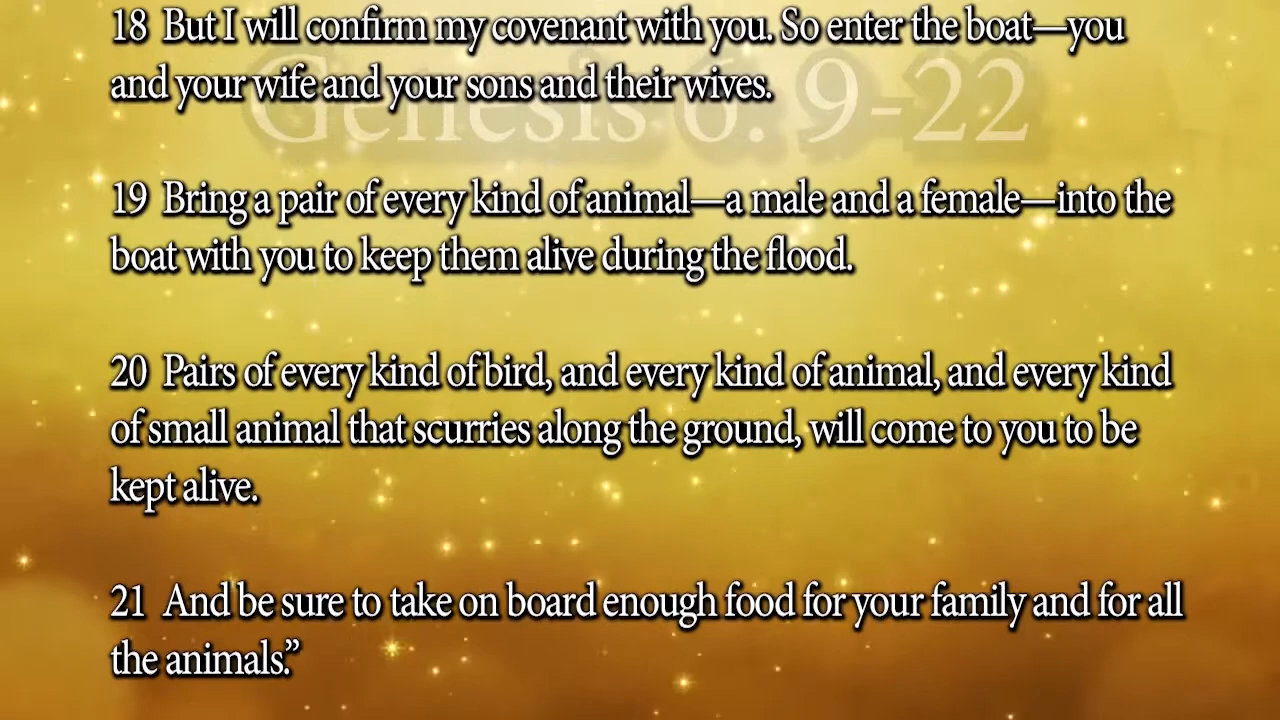 18 But I will confirm my covenant with you. So enter the boat—you
and your wife and your sons and their wives.
Genesis 6. 9-22
19 Bring a pair of every kind of animal—a male and a female—into the
boat with you to keep them alive during the flood.
20 Pairs of every kind of bird, and every kind of animal, and every kind
of small animal that scurries along the ground, will come to you to be
kept alive.
21 And be sure to take on board enough food for your family and for all
the animals.”